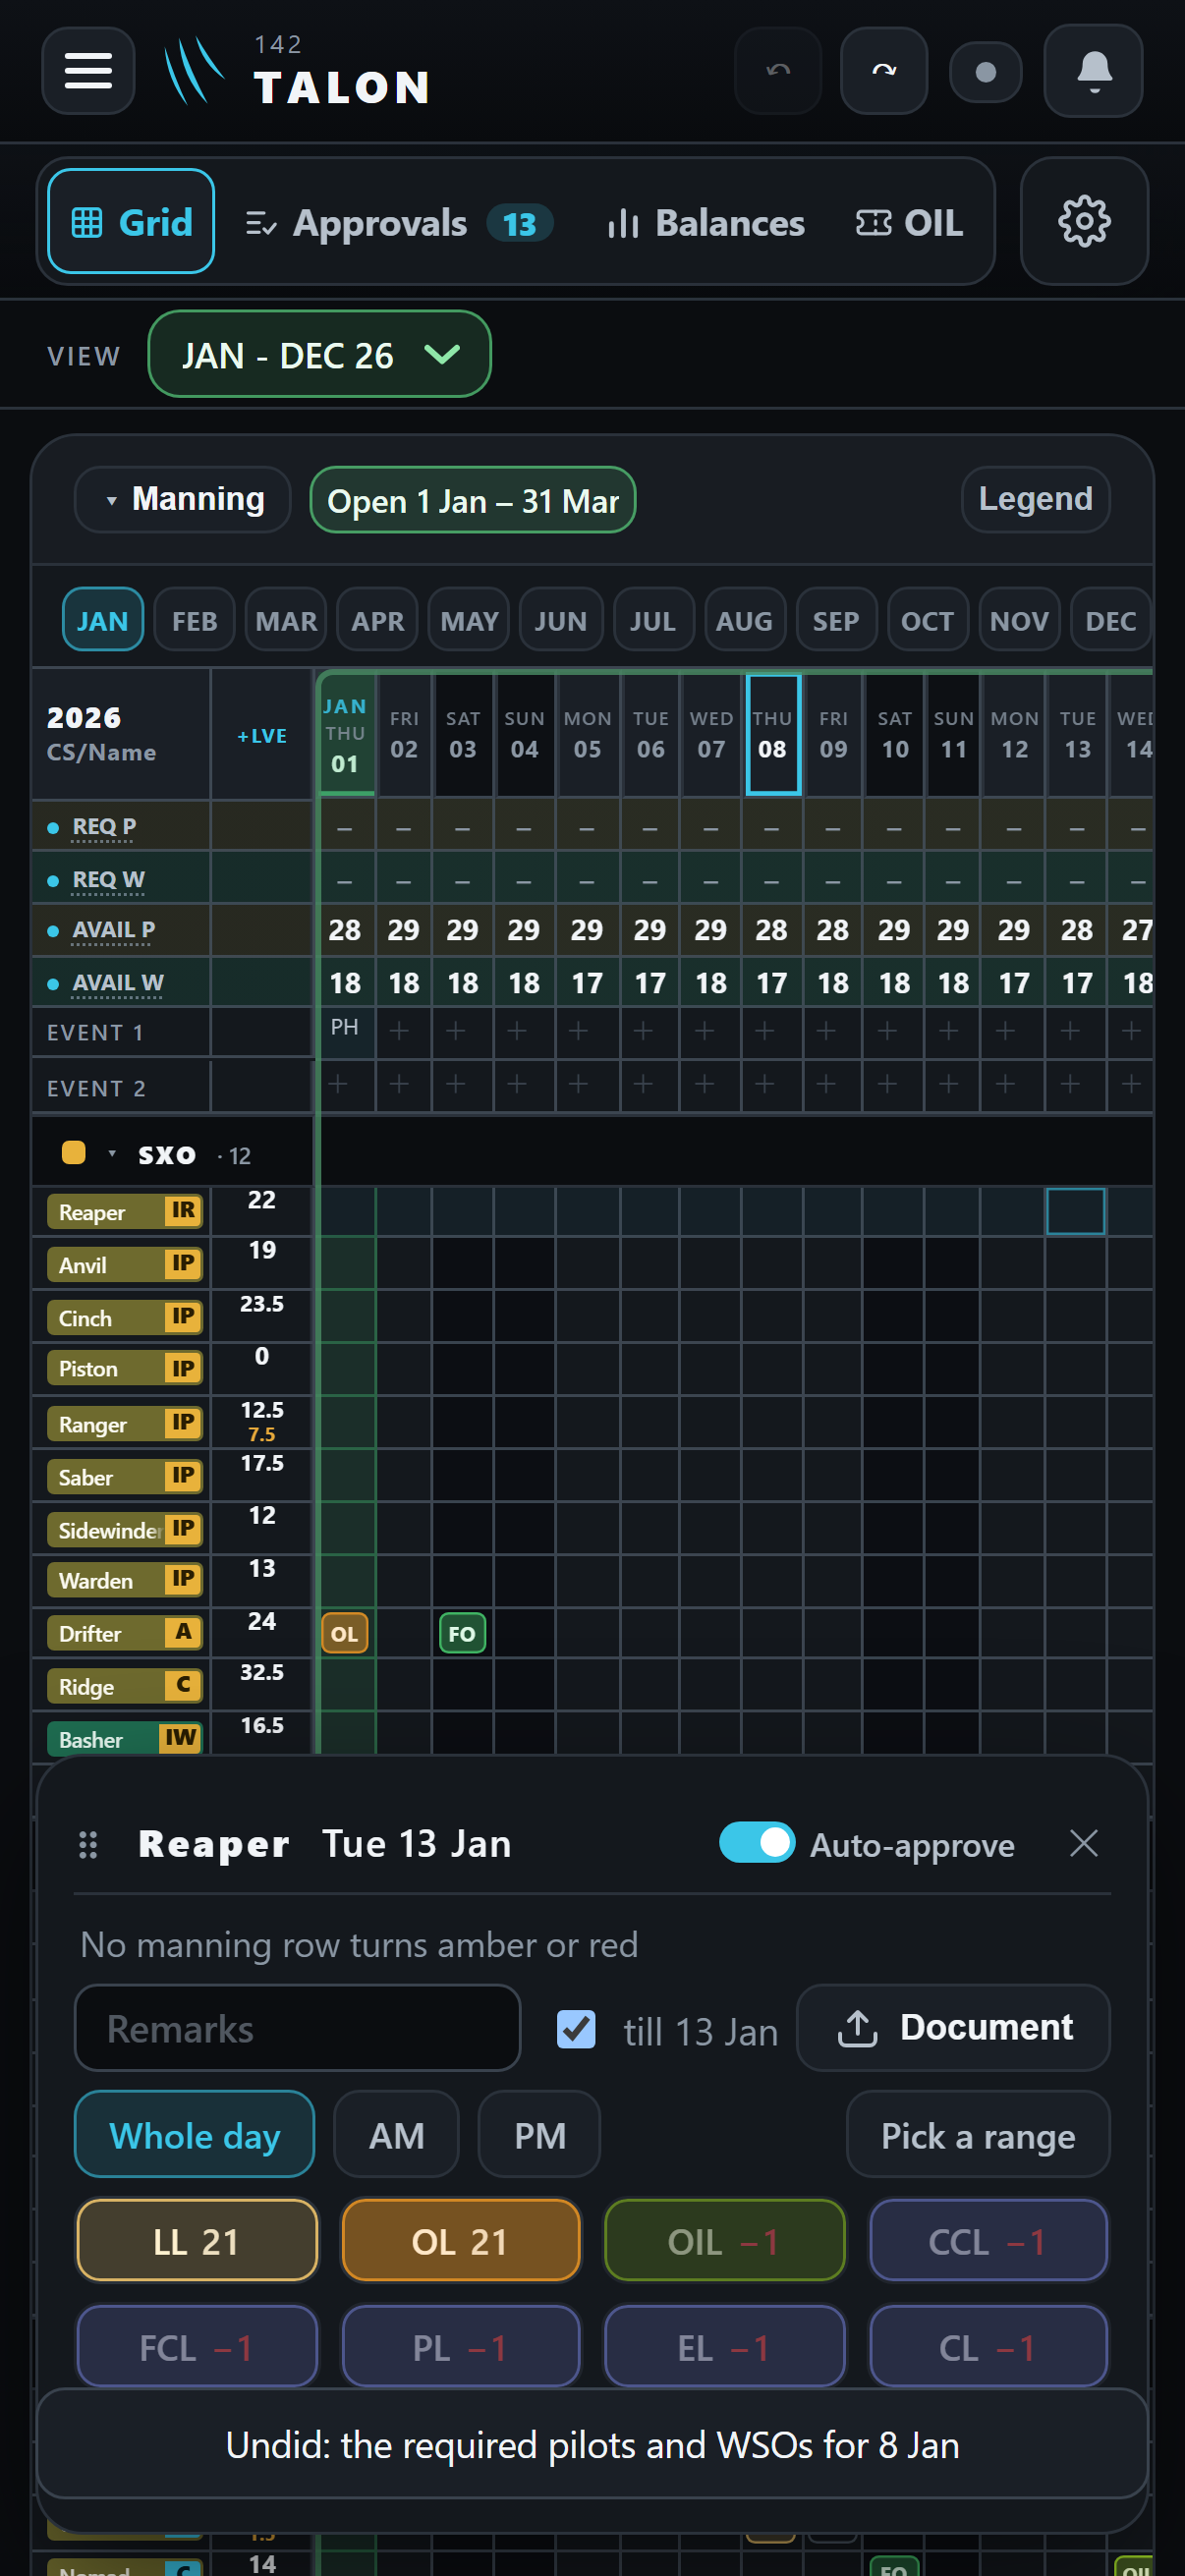 142
TALON
Grid Approvals 13 Balances OIL
VIEW JAN - DEC 26
Manning Open 1 Jan – 31 Mar Legend
JAN FEB MAR APR MAY JUN JUL AUG SEP OCT NOV DEC
2026
CS/Name
+LVE
JAN THU 01
FRI 02
SAT 03
SUN 04
MON 05
TUE 06
WED 07
THU 08
FRI 09
SAT 10
SUN 11
MON 12
TUE 13
WED 14
REQ P – – – – – – – – – – – – – –
REQ W – – – – – – – – – – – – – –
AVAIL P 28 29 29 29 29 29 29 28 28 29 29 29 28 27
AVAIL W 18 18 18 18 17 17 18 17 18 18 18 17 17 18
EVENT 1 PH + + + + + + + + + + + + +
EVENT 2 + + + + + + + + + + + + + +
SXO · 12
Reaper IR 22
Anvil IP 19
Cinch IP 23.5
Piston IP 0
Ranger IP 12.5
7.5
Saber IP 17.5
Sidewinder IP 12
Warden IP 13
Drifter A 24 OL FO
Ridge C 32.5
Basher IW 16.5
Reaper Tue 13 Jan Auto-approve
No manning row turns amber or red
Remarks till 13 Jan Document
Whole day AM PM Pick a range
LL 21 OL 21 OIL –1 CCL –1
FCL –1 PL –1 EL –1 CL –1
Undid: the required pilots and WSOs for 8 Jan
14